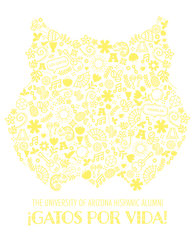 THE UNIVERSITY OF ARIZONA HISPANIC ALUMNI
¡GATOS POR VIDA!